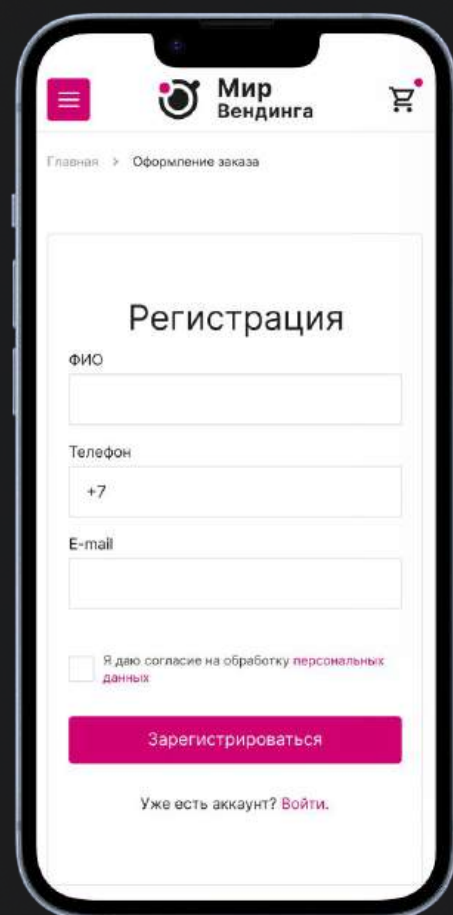 Мир
Вендинга
Главная > Оформление заказа
Регистрация
ФИО
Телефон
+7
E-mail
Я даю согласие на обработку персональных
данных
Зарегистрироваться
Уже есть аккаунт? Войти.